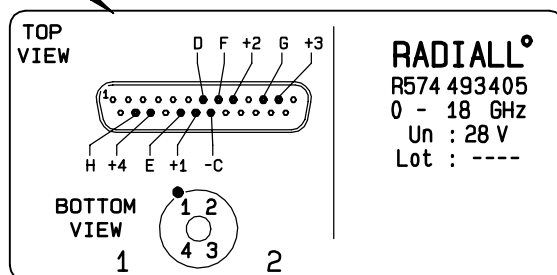 TOP
VIEW
D F +2 G +3
1
H +4 E +1 -C
BOTTOM
VIEW
1 2
4 3
1 2
RADIALL°
R574 493405
0 - 18 GHz
Un : 28 V
Lot : ----